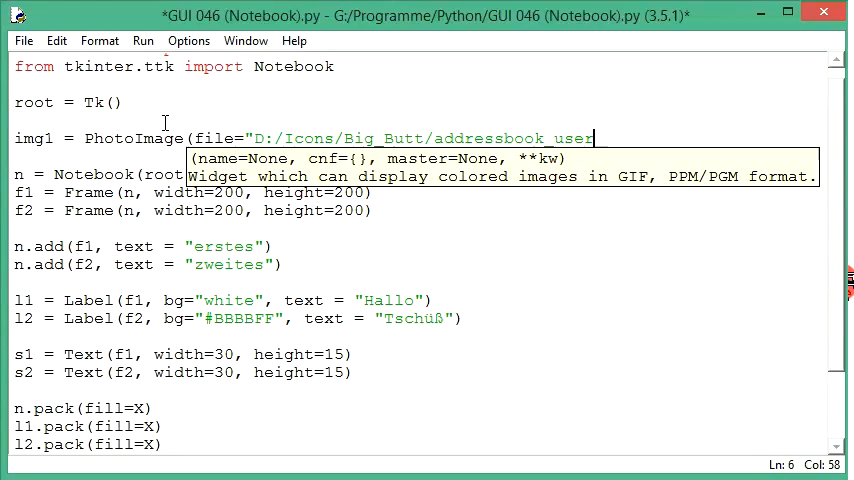 *GUI 046 (Notebook).py - G:/Programme/Python/GUI 046 (Notebook).py (3.5.1)*
File Edit Format Run Options Window Help
from tkinter.ttk import Notebook
root = Tk()
img1 = PhotoImage(file="D:/Icons/Big_Butt/addressbook_user
(name=None, cnf={}, master=None, **kw)
n = Notebook(root
Widget which can display colored images in GIF, PPM/PGM format.
f1 = Frame(n, width=200, height=200)
f2 = Frame(n, width=200, height=200)
n.add(f1, text = "erstes")
n.add(f2, text = "zweites")
l1 = Label(f1, bg="white", text = "Hallo")
l2 = Label(f2, bg="#BBBBFF", text = "Tschüß")
s1 = Text(f1, width=30, height=15)
s2 = Text(f2, width=30, height=15)
n.pack(fill=X)
l1.pack(fill=X)
l2.pack(fill=X)
Ln: 6 Col: 58